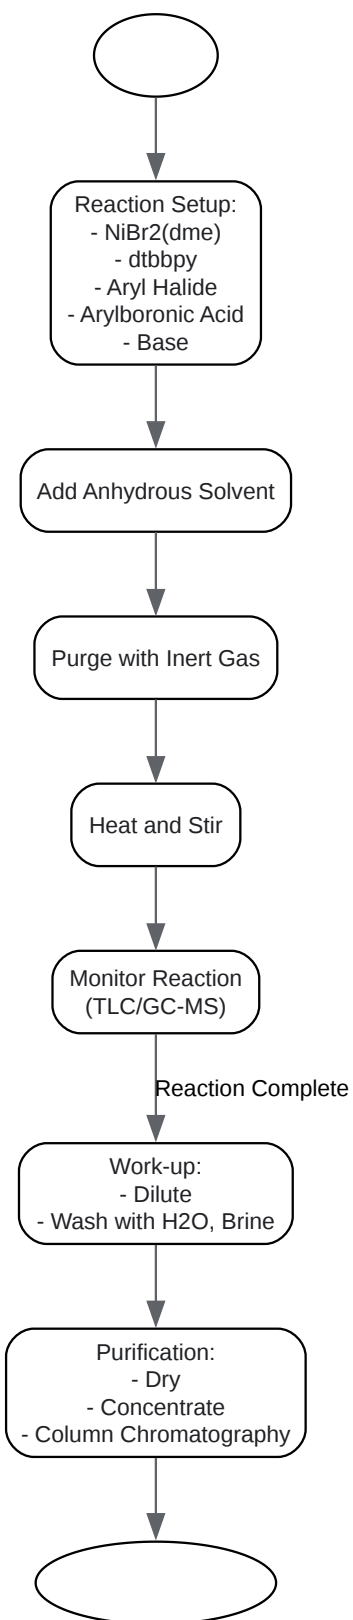 Reaction Setup:
- NiBr2(dme)
- dtbbpy
- Aryl Halide
- Arylboronic Acid
- Base
Add Anhydrous Solvent
Purge with Inert Gas
Heat and Stir
Monitor Reaction
(TLC/GC-MS)
Reaction Complete
Work-up:
- Dilute
- Wash with H2O, Brine
Purification:
- Dry
- Concentrate
- Column Chromatography